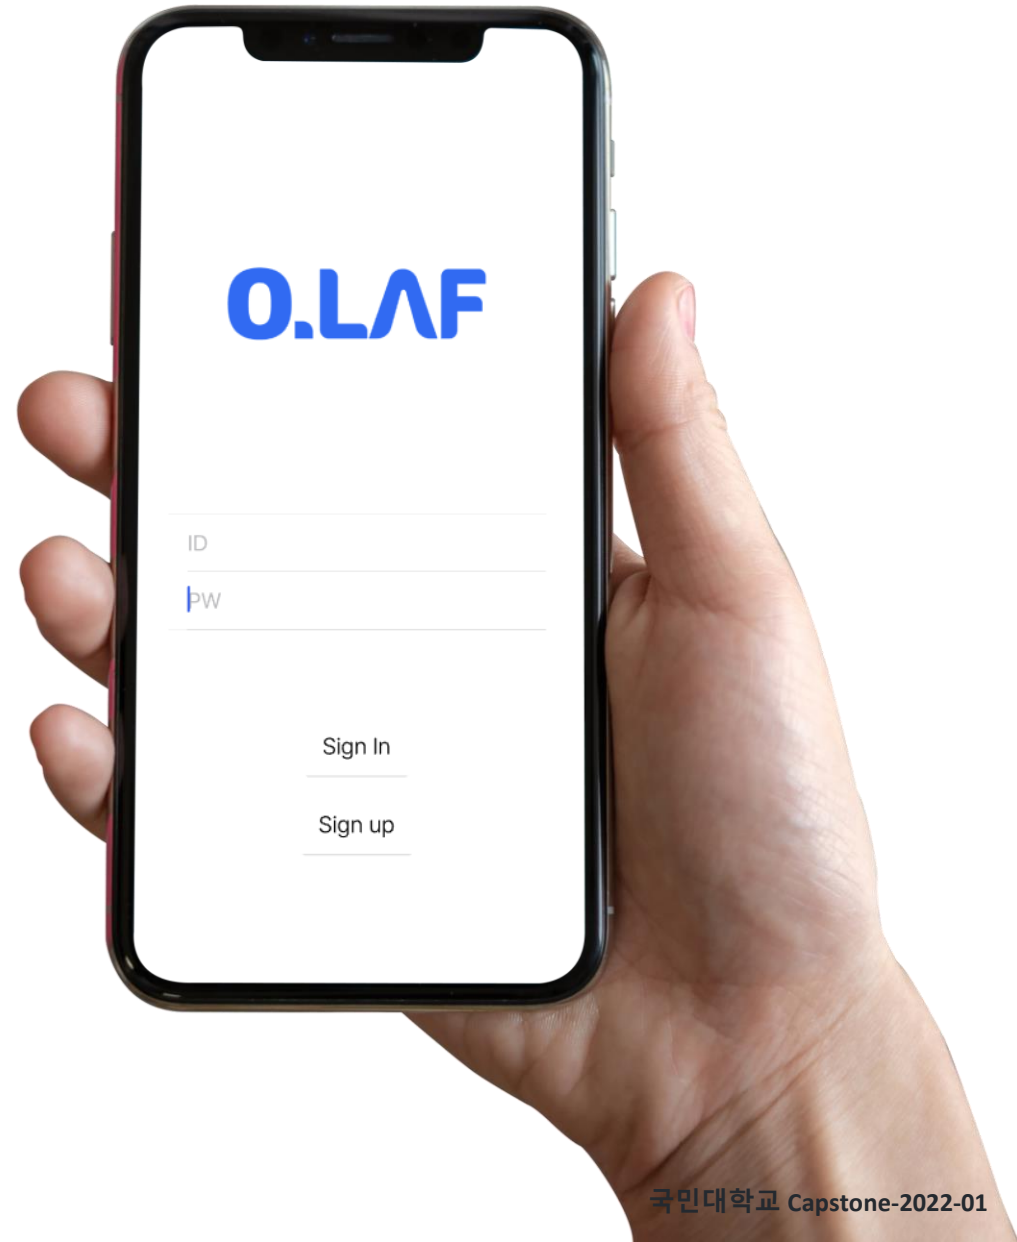 O.LAF
ID
PW
Sign In
Sign up
국민대학교 Capstone-2022-01